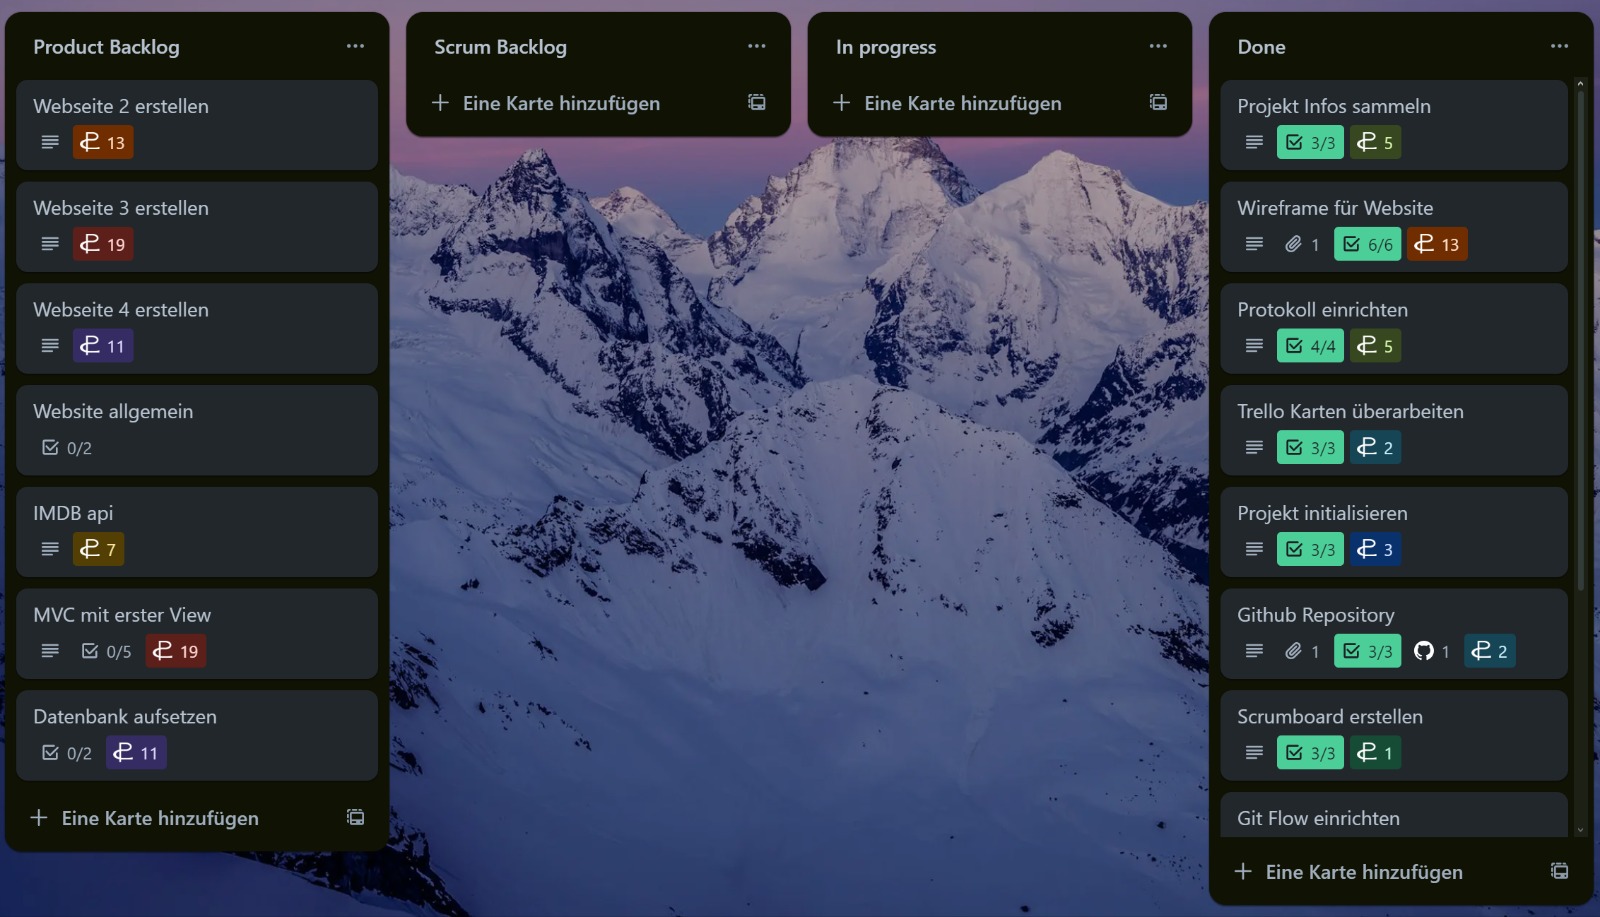 Product Backlog
Webseite 2 erstellen
13
Webseite 3 erstellen
19
Webseite 4 erstellen
11
Website allgemein
0/2
IMDB api
7
MVC mit erster View
0/5 19
Datenbank aufsetzen
0/2 11
Eine Karte hinzufügen
Scrum Backlog
Eine Karte hinzufügen
In progress
Eine Karte hinzufügen
Done
Projekt Infos sammeln
3/3 5
Wireframe für Website
1 6/6 13
Protokoll einrichten
4/4 5
Trello Karten überarbeiten
3/3 2
Projekt initialisieren
3/3 3
Github Repository
1 3/3 1 2
Scrumboard erstellen
3/3 1
Git Flow einrichten
Eine Karte hinzufügen